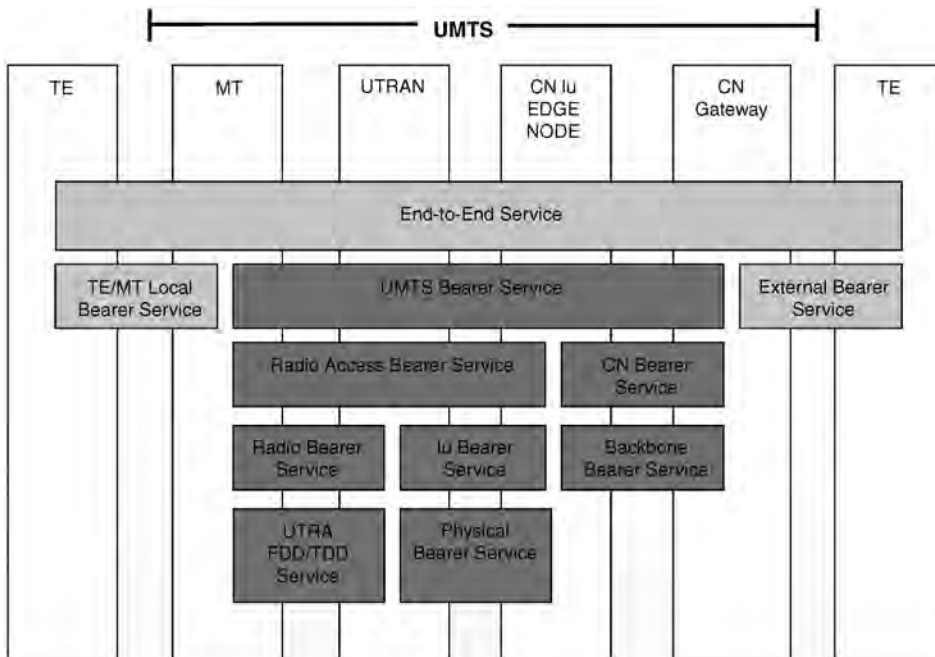 UMTS
TE
MT
UTRAN
CN Iu
EDGE
NODE
CN
Gateway
TE
End-to-End Service
TE/MT Local
Bearer Service
UMTS Bearer Service
External Bearer
Service
Radio Access Bearer Service
CN Bearer
Service
Radio Bearer
Service
Iu Bearer
Service
Backbone
Bearer Service
UTRA
FDD/TDD
Service
Physical
Bearer Service